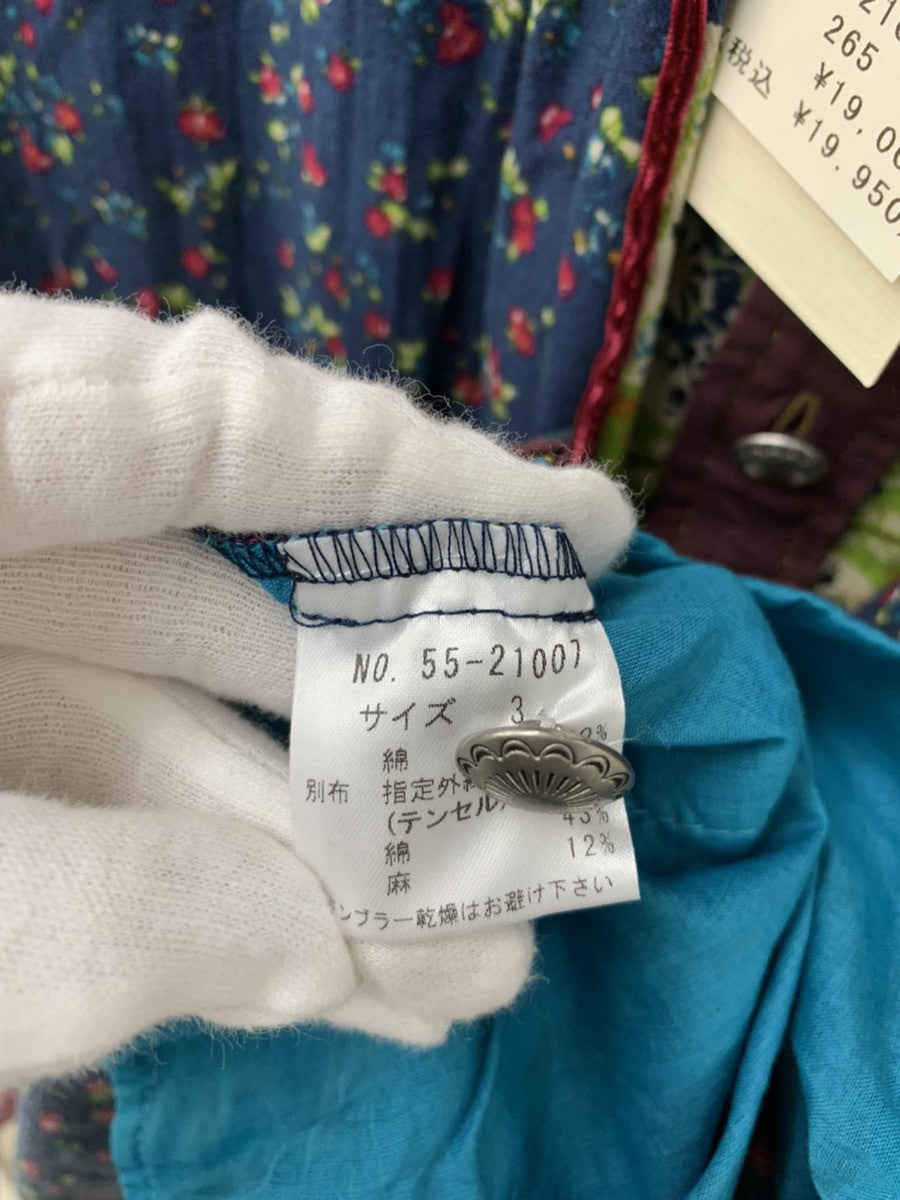 265
¥19,0
税込 ¥19,950
NO. 55-21007
サイズ 3
綿
別布 指定外
(テンセル)
43%
綿 12%
麻
ンブラー乾燥はお避け下さい